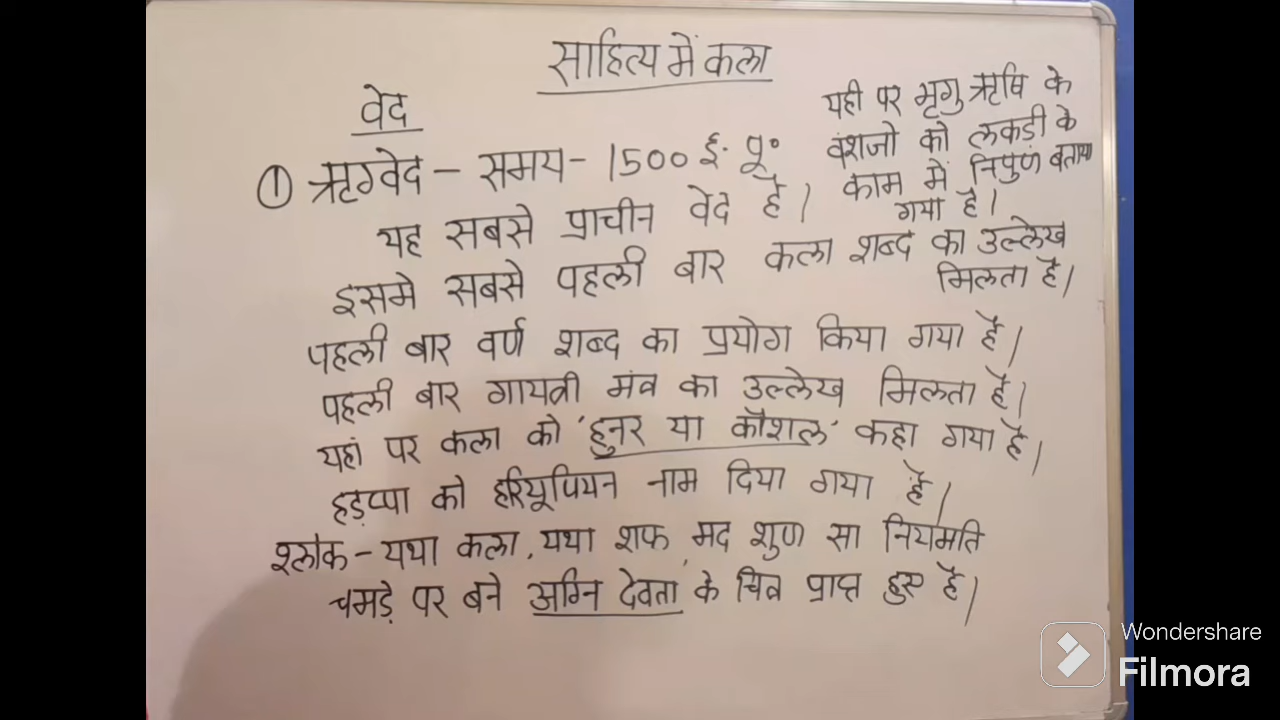 साहित्य में कला
वेद
① ऋग्वेद – समय – 1500 ई. पू॰
यह सबसे प्राचीन वेद है।
यही पर भृगु ऋषि के
वंशजो को लकड़ी के
काम में निपुण बताया
गया है।
इसमे सबसे पहली बार कला शब्द का उल्लेख
मिलता है।
पहली बार वर्ण शब्द का प्रयोग किया गया है।
पहली बार गायत्री मंत्र का उल्लेख मिलता है।
यहां पर कला को 'हुनर या कौशल' कहा गया है।
हड़प्पा को हरियूपियन नाम दिया गया है।
श्लोक – यथा कला, यथा शफ, मद शुण सा नियमति
चमड़े पर बने अग्नि देवता के चित्र प्राप्त हुए है।
Wondershare
Filmora